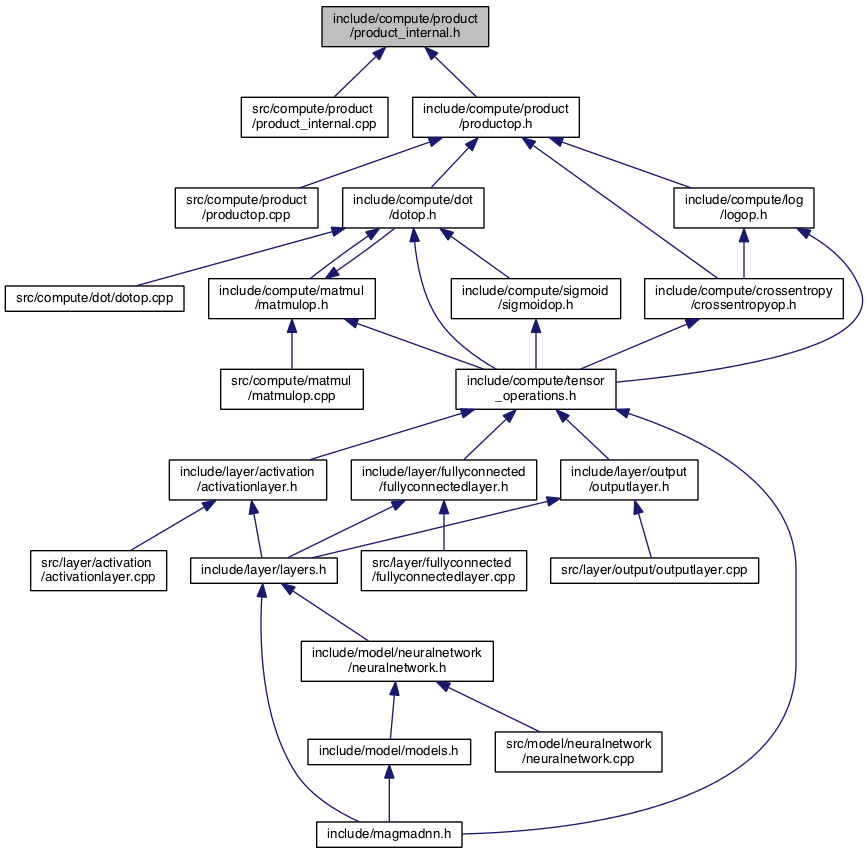 include/compute/product
/product_internal.h
src/compute/product
/product_internal.cpp
include/compute/product
/productop.h
src/compute/product
/productop.cpp
include/compute/dot
/dotop.h
include/compute/log
/logop.h
src/compute/dot/dotop.cpp
include/compute/matmul
/matmulop.h
include/compute/sigmoid
/sigmoidop.h
include/compute/crossentropy
/crossentropyop.h
src/compute/matmul
/matmulop.cpp
include/compute/tensor
_operations.h
include/layer/activation
/activationlayer.h
include/layer/fullyconnected
/fullyconnectedlayer.h
include/layer/output
/outputlayer.h
src/layer/activation
/activationlayer.cpp
include/layer/layers.h
src/layer/fullyconnected
/fullyconnectedlayer.cpp
src/layer/output/outputlayer.cpp
include/model/neuralnetwork
/neuralnetwork.h
include/model/models.h
src/model/neuralnetwork
/neuralnetwork.cpp
include/magmadnn.h